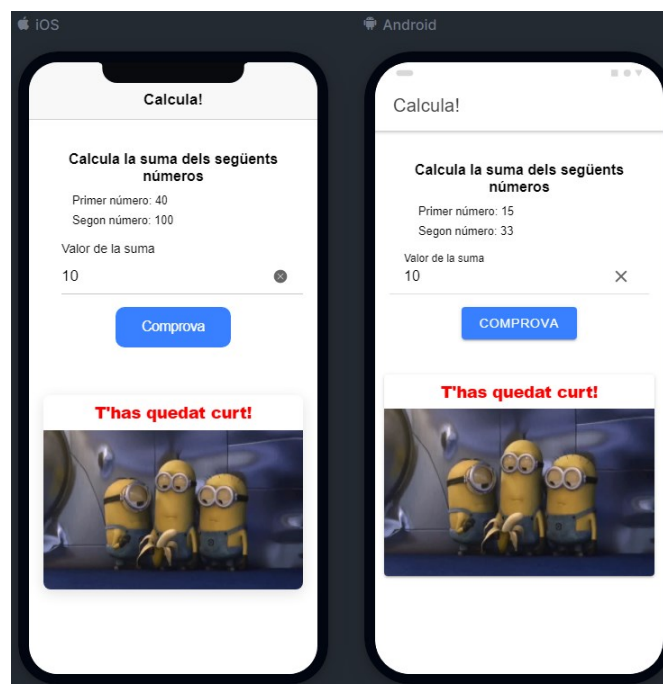 iOS
Calcula!
Calcula la suma dels següents
números
Primer número: 40
Segon número: 100
Valor de la suma
10
Comprova
T'has quedat curt!
Android
Calcula!
Calcula la suma dels següents
números
Primer número: 15
Segon número: 33
Valor de la suma
10
COMPROVA
T'has quedat curt!